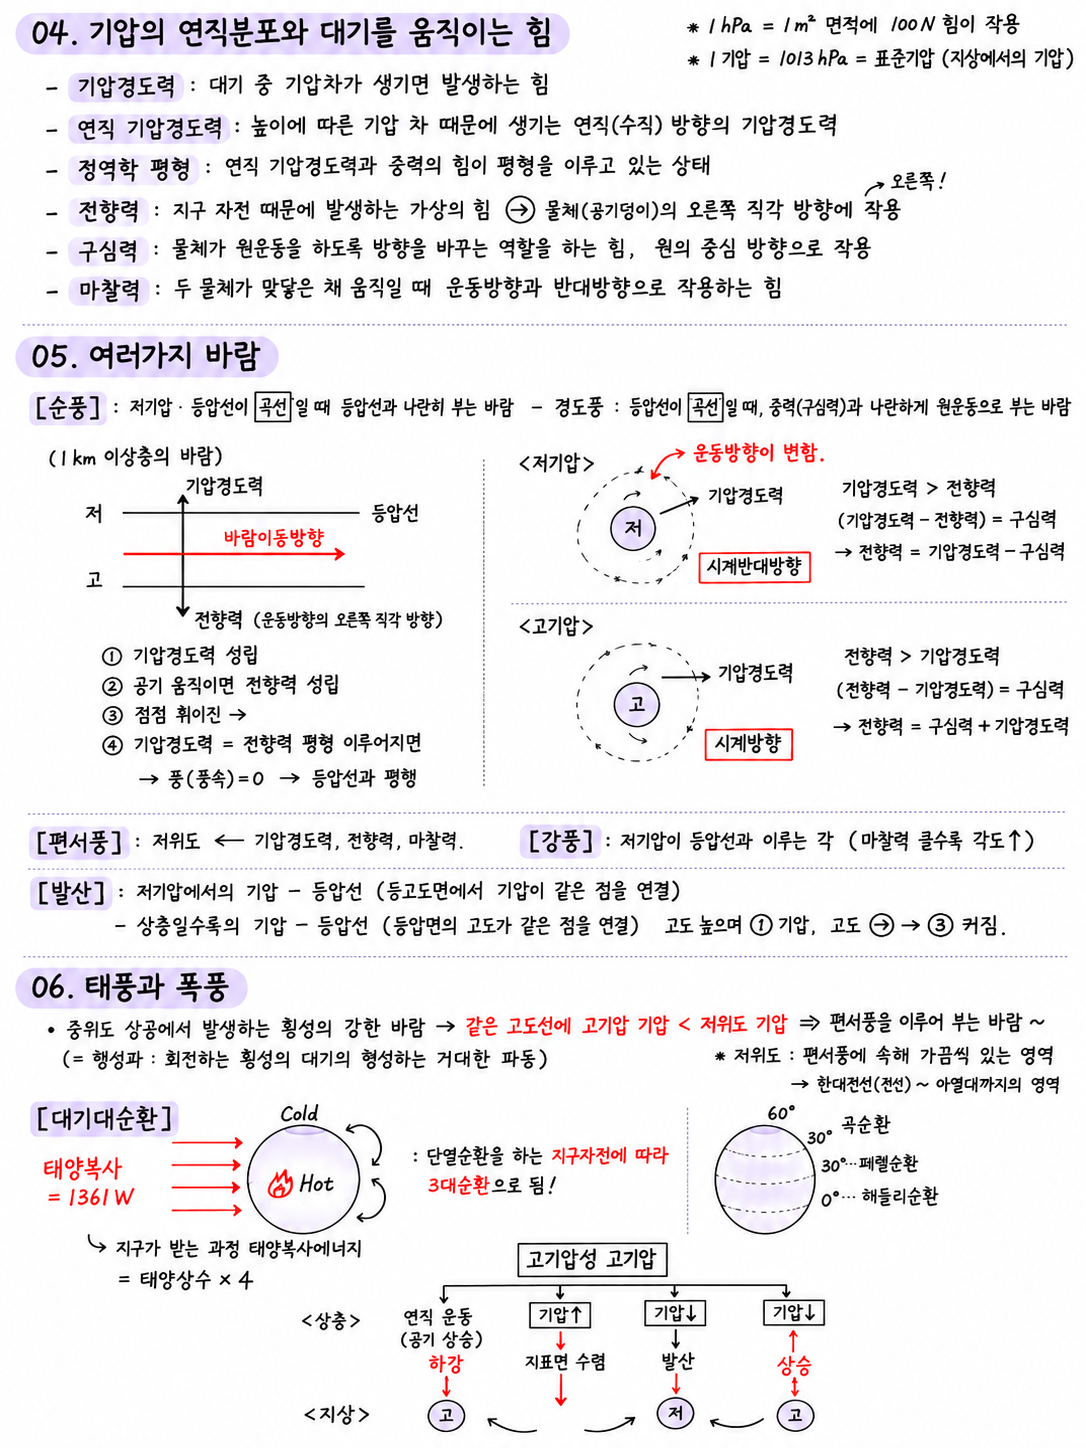 04. 기압의 연직분포와 대기를 움직이는 힘
* 1 hPa = 1m² 면적에 100N 힘이 작용
* 1 기압 = 1013 hPa = 표준기압 (지상에서의 기압)
- 기압경도력 : 대기 중 기압차가 생기면 발생하는 힘
- 연직 기압경도력 : 높이에 따른 기압 차 때문에 생기는 연직(수직) 방향의 기압경도력
- 정역학 평형 : 연직 기압경도력과 중력의 힘이 평형을 이루고 있는 상태
오른쪽!
- 전향력 : 지구 자전 때문에 발생하는 가상의 힘 → 물체(공기덩이)의 오른쪽 직각 방향에 작용
- 구심력 : 물체가 원운동을 하도록 방향을 바꾸는 역할을 하는 힘, 원의 중심 방향으로 작용
- 마찰력 : 두 물체가 맞닿은 채 움직일 때 운동방향과 반대방향으로 작용하는 힘
05. 여러가지 바람
[순풍] : 저기압 · 등압선이 곡선일 때 등압선과 나란히 부는 바람 - 경도풍 : 등압선이 곡선일 때, 중력(구심력)과 나란하게 원운동으로 부는 바람
(1 km 이상층의 바람)
기압경도력
저 등압선
바람이동방향
고
전향력 (운동방향의 오른쪽 직각 방향)
① 기압경도력 성립
② 공기 움직이면 전향력 성립
③ 점점 휘이진 →
④ 기압경도력 = 전향력 평형 이루어지면
→ 풍(풍속)=0 → 등압선과 평행
<저기압>
운동방향이 변함.
저
기압경도력
시계반대방향
기압경도력 > 전향력
(기압경도력 - 전향력) = 구심력
→ 전향력 = 기압경도력 - 구심력
<고기압>
고
기압경도력
시계방향
전향력 > 기압경도력
(전향력 - 기압경도력) = 구심력
→ 전향력 = 구심력 + 기압경도력
[편서풍] : 저위도 ← 기압경도력, 전향력, 마찰력.
[강풍] : 저기압이 등압선과 이루는 각 (마찰력 클수록 각도↑)
[발산] : 저기압에서의 기압 - 등압선 (등고도면에서 기압이 같은 점을 연결)
- 상층일수록의 기압 - 등압선 (등압면의 고도가 같은 점을 연결) 고도 높으며 ① 기압, 고도 → → ③ 커짐.
06. 태풍과 폭풍
• 중위도 상공에서 발생하는 횡성의 강한 바람 → 같은 고도선에 고기압 기압 < 저위도 기압 ⇒ 편서풍을 이루어 부는 바람 ~
(= 행성과 : 회전하는 횡성의 대기의 형성하는 거대한 파동)
* 저위도 : 편서풍에 속해 가끔씩 있는 영역
→ 한대전선(전선) ~ 아열대까지의 영역
[대기대순환]
태양복사
= 1361 W
Cold
Hot
: 단열순환을 하는 지구자전에 따라
3대순환으로 됨!
60°
30° 곡순환
30°… 페렐순환
0°… 해들리순환
↳ 지구가 받는 과정 태양복사에너지
= 태양상수 × 4
고기압성 고기압
<상층>
연직 운동
(공기 상승)
하강
기압↑
지표면 수렴
기압↓
발산
기압↓
상승
<지상>
고
저
고